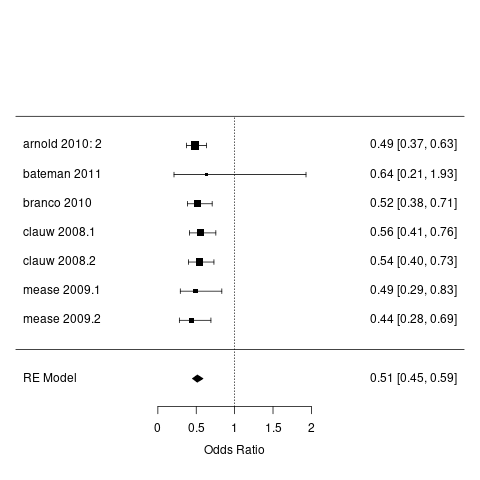 arnold 2010: 2 0.49 [0.37, 0.63]
bateman 2011 0.64 [0.21, 1.93]
branco 2010 0.52 [0.38, 0.71]
clauw 2008.1 0.56 [0.41, 0.76]
clauw 2008.2 0.54 [0.40, 0.73]
mease 2009.1 0.49 [0.29, 0.83]
mease 2009.2 0.44 [0.28, 0.69]
RE Model 0.51 [0.45, 0.59]
0 0.5 1 1.5 2
Odds Ratio